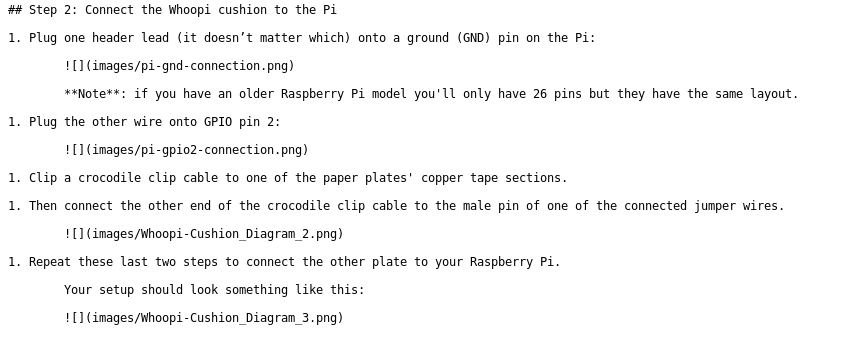 ## Step 2: Connect the Whoopi cushion to the Pi
1. Plug one header lead (it doesn’t matter which) onto a ground (GND) pin on the Pi:
![](images/pi-gnd-connection.png)
**Note**: if you have an older Raspberry Pi model you'll only have 26 pins but they have the same layout.
1. Plug the other wire onto GPIO pin 2:
![](images/pi-gpio2-connection.png)
1. Clip a crocodile clip cable to one of the paper plates' copper tape sections.
1. Then connect the other end of the crocodile clip cable to the male pin of one of the connected jumper wires.
![](images/Whoopi-Cushion_Diagram_2.png)
1. Repeat these last two steps to connect the other plate to your Raspberry Pi.
Your setup should look something like this:
![](images/Whoopi-Cushion_Diagram_3.png)